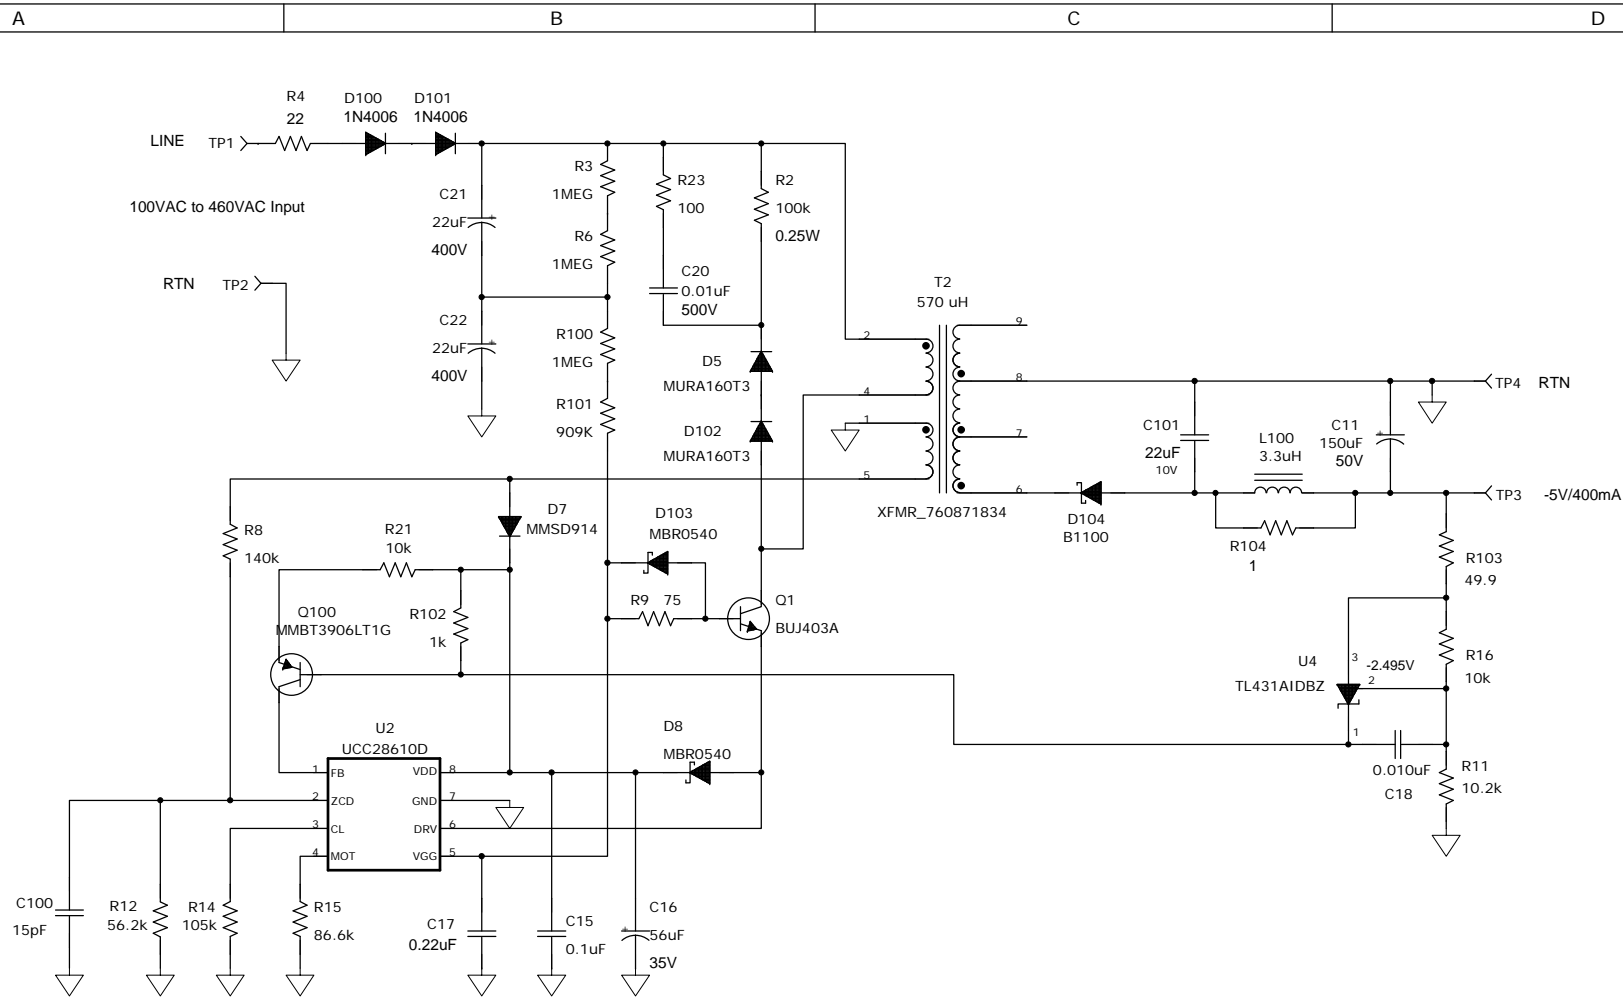 A B C D
R4
22
D100
1N4006
D101
1N4006
LINE TP1
100VAC to 460VAC Input
RTN TP2
C21
22uF
+
400V
C22
22uF
+
400V
R3
1MEG
R6
1MEG
R100
1MEG
R101
909K
R23
100
C20
0.01uF
500V
R2
100k
0.25W
D5
MURA160T3
D102
MURA160T3
T2
570 uH
2
4
1
5
9
8
7
6
XFMR_760871834
TP4 RTN
C101
22uF
10V
L100
3.3uH
C11
150uF
+
50V
TP3 -5V/400mA
D104
B1100
R104
1
R103
49.9
R16
10k
U4
TL431AIDBZ
3
-2.495V
2
1
0.010uF
C18
R11
10.2k
R8
140k
R21
10k
D7
MMSD914
D103
MBR0540
R9 75
Q1
BUJ403A
Q100
MMBT3906LT1G
R102
1k
D8
MBR0540
U2
UCC28610D
1 FB VDD 8
2 ZCD GND 7
3 CL DRV 6
4 MOT VGG 5
C100
15pF
R12
56.2k
R14
105k
R15
86.6k
C17
0.22uF
C15
0.1uF
C16
56uF
+
35V